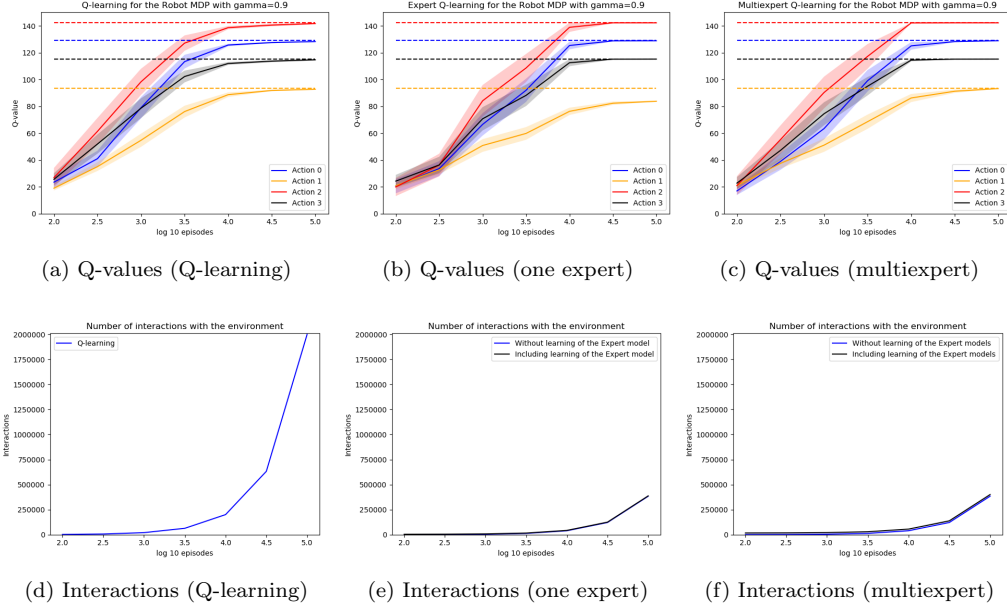 Q-learning for the Robot MDP with gamma=0.9
Q-value
140
120
100
80
60
40
20
0
2.0 2.5 3.0 3.5 4.0 4.5 5.0
log 10 episodes
Action 0
Action 1
Action 2
Action 3
(a) Q-values (Q-learning)
Expert Q-learning for the Robot MDP with gamma=0.9
Q-value
140
120
100
80
60
40
20
0
2.0 2.5 3.0 3.5 4.0 4.5 5.0
log 10 episodes
Action 0
Action 1
Action 2
Action 3
(b) Q-values (one expert)
Multiexpert Q-learning for the Robot MDP with gamma=0.9
Q-value
140
120
100
80
60
40
20
0
2.0 2.5 3.0 3.5 4.0 4.5 5.0
log 10 episodes
Action 0
Action 1
Action 2
Action 3
(c) Q-values (multiexpert)
Number of interactions with the environment
Interactions
2000000
1750000
1500000
1250000
1000000
750000
500000
250000
0
2.0 2.5 3.0 3.5 4.0 4.5 5.0
log 10 episodes
Q-learning
(d) Interactions (Q-learning)
Number of interactions with the environment
Interactions
2000000
1750000
1500000
1250000
1000000
750000
500000
250000
0
2.0 2.5 3.0 3.5 4.0 4.5 5.0
log 10 episodes
Without learning of the Expert model
Including learning of the Expert model
(e) Interactions (one expert)
Number of interactions with the environment
Interactions
2000000
1750000
1500000
1250000
1000000
750000
500000
250000
0
2.0 2.5 3.0 3.5 4.0 4.5 5.0
log 10 episodes
Without learning of the Expert models
Including learning of the Expert models
(f) Interactions (multiexpert)